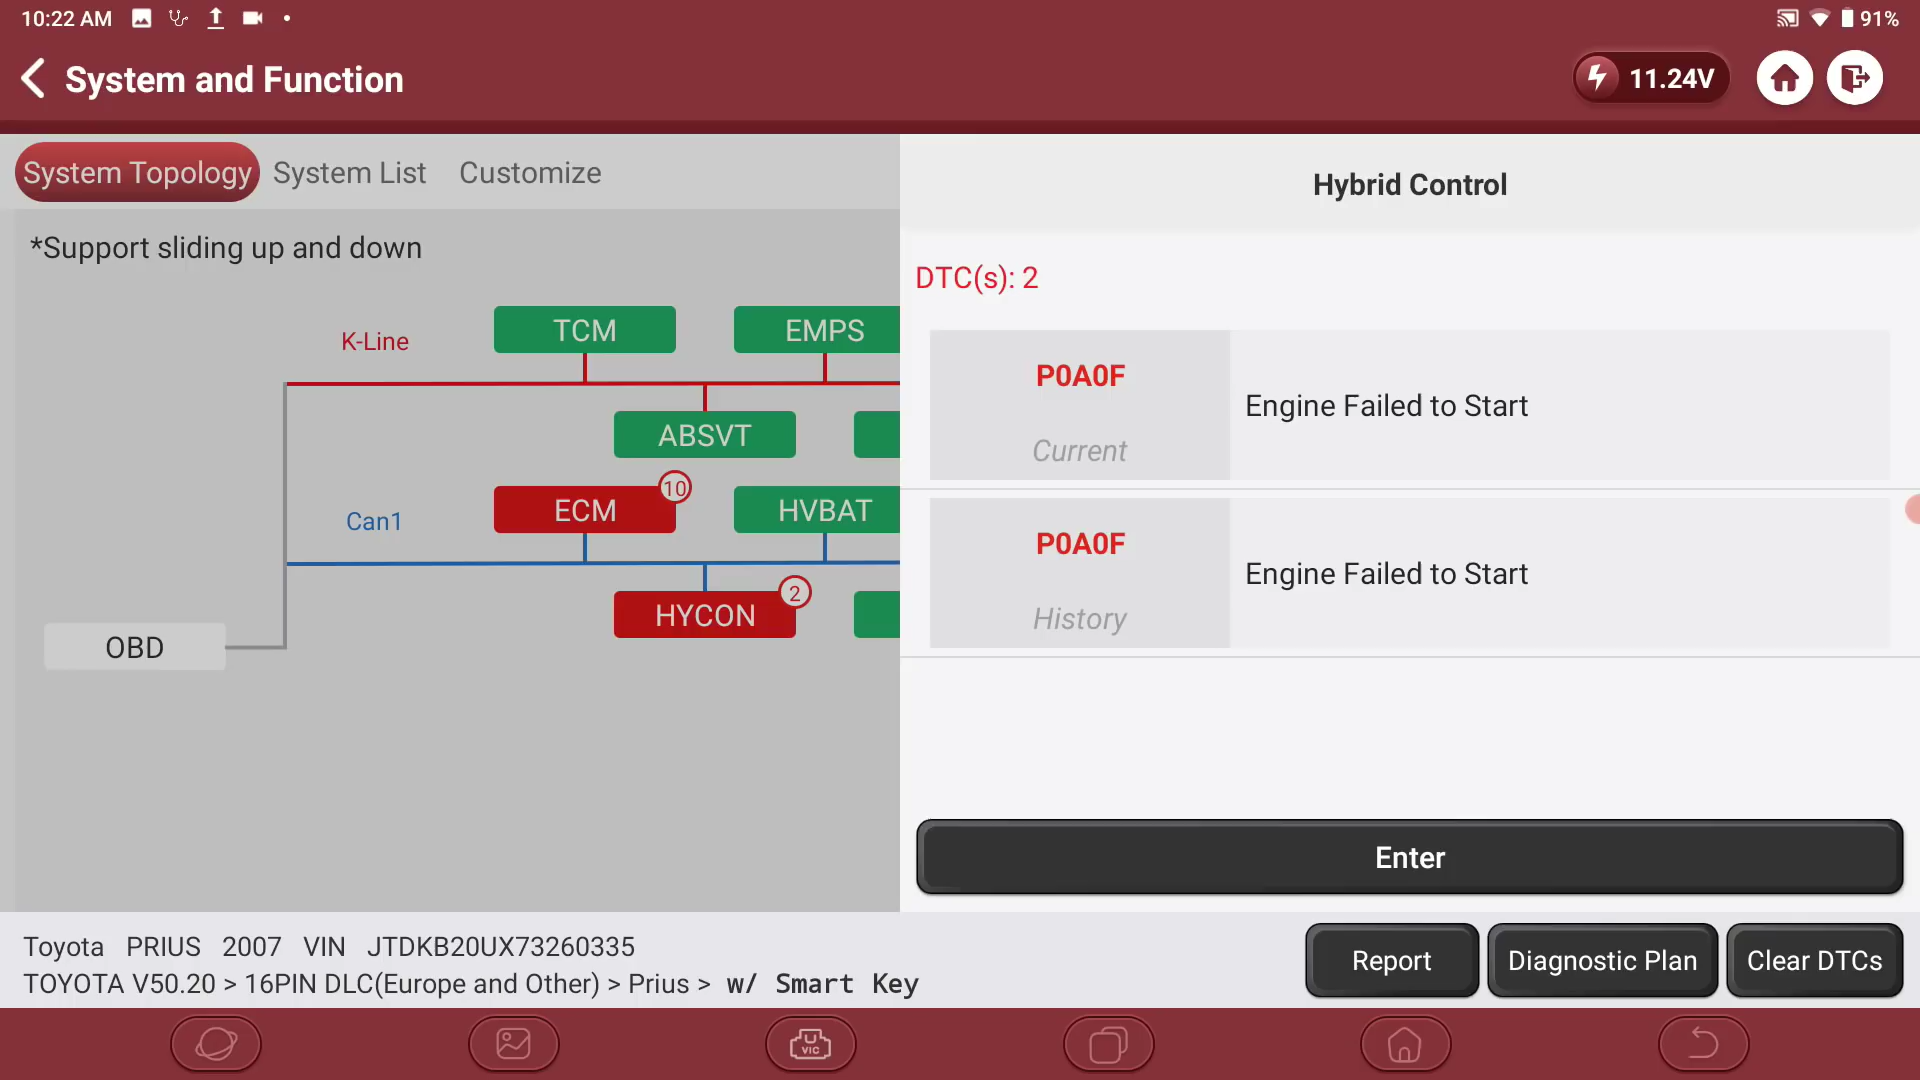 10:22 AM
91%
System and Function
11.24V
System Topology
System List
Customize
*Support sliding up and down
K-Line
TCM
EMPS
ABSVT
Can1
ECM
10
HVBAT
HYCON
2
OBD
Hybrid Control
DTC(s): 2
P0A0F
Current
Engine Failed to Start
P0A0F
History
Engine Failed to Start
Enter
Toyota PRIUS 2007 VIN JTDKB20UX73260335
TOYOTA V50.20 > 16PIN DLC(Europe and Other) > Prius > w/ Smart Key
Report
Diagnostic Plan
Clear DTCs
VIC